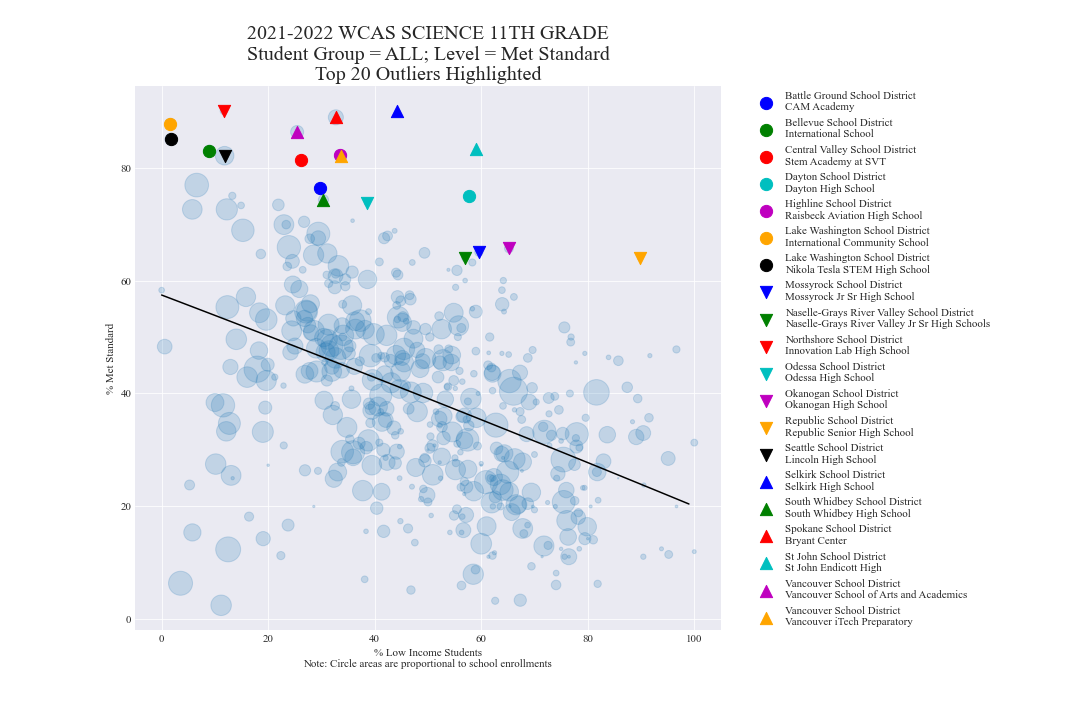 2021-2022 WCAS SCIENCE 11TH GRADE
Student Group = ALL; Level = Met Standard
Top 20 Outliers Highlighted
% Met Standard
80
60
40
20
0
0 20 40 60 80 100
% Low Income Students
Note: Circle areas are proportional to school enrollments
Battle Ground School District
CAM Academy
Bellevue School District
International School
Central Valley School District
Stem Academy at SVT
Dayton School District
Dayton High School
Highline School District
Raisbeck Aviation High School
Lake Washington School District
International Community School
Lake Washington School District
Nikola Tesla STEM High School
Mossyrock School District
Mossyrock Jr Sr High School
Naselle-Grays River Valley School District
Naselle-Grays River Valley Jr Sr High Schools
Northshore School District
Innovation Lab High School
Odessa School District
Odessa High School
Okanogan School District
Okanogan High School
Republic School District
Republic Senior High School
Seattle School District
Lincoln High School
Selkirk School District
Selkirk High School
South Whidbey School District
South Whidbey High School
Spokane School District
Bryant Center
St John School District
St John Endicott High
Vancouver School District
Vancouver School of Arts and Academics
Vancouver School District
Vancouver iTech Preparatory